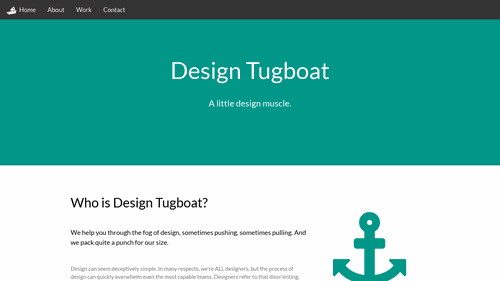 Home About Work Contact
Design Tugboat
A little design muscle.
Who is Design Tugboat?
We help you through the fog of design, sometimes pushing, sometimes pulling. And
we pack quite a punch for our size.
Design can seem deceptively simple. In many respects, we're ALL designers, but the process of
design can quickly overwhelm even the most capable teams. Designers refer to that disorienting,